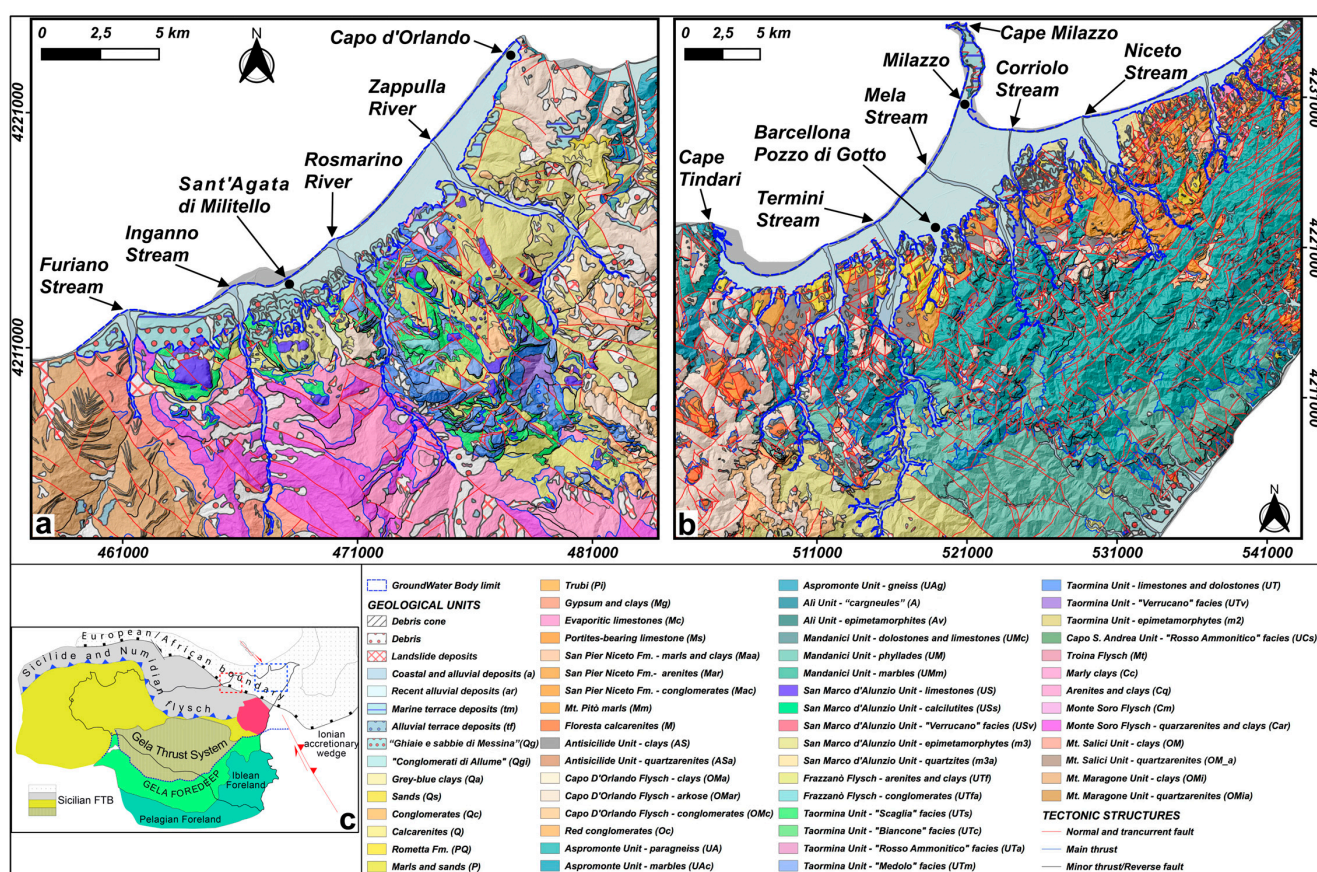 0 2,5 5 km
N
Capo d'Orlando
Zappulla
River
Rosmarino
River
Sant'Agata
di Militello
Inganno
Stream
Furiano
Stream
4221000
4211000
a
461000 471000 481000
0 2,5 5 km
Cape Milazzo
Milazzo
Niceto
Stream
Corriolo
Stream
Mela
Stream
Barcellona
Pozzo di Gotto
Cape
Tindari
Termini
Stream
4231000
4221000
4211000
N
b
511000 521000 531000 541000
European/African boundary
Sicilide and Numidian
flysch
Gela Thrust System
GELA FOREDEEP
Iblean
Foreland
Ionian
accretionary
wedge
Pelagian Foreland
Sicilian FTB
c
GroundWater Body limit
GEOLOGICAL UNITS
Debris cone
Debris
Landslide deposits
Coastal and alluvial deposits (a)
Recent alluvial deposits (ar)
Marine terrace deposits (tm)
Alluvial terrace deposits (tf)
"Ghiaie e sabbie di Messina"(Qg)
"Conglomerati di Allume" (Qgi)
Grey-blue clays (Qa)
Sands (Qs)
Conglomerates (Qc)
Calcarenites (Q)
Rometta Fm. (PQ)
Marls and sands (P)
Trubi (Pi)
Gypsum and clays (Mg)
Evaporitic limestones (Mc)
Portites-bearing limestone (Ms)
San Pier Niceto Fm. - marls and clays (Maa)
San Pier Niceto Fm.- arenites (Mar)
San Pier Niceto Fm. - conglomerates (Mac)
Mt. Pitò marls (Mm)
Floresta calcarenites (M)
Antisicilide Unit - clays (AS)
Antisicilide Unit - quartzarenites (ASa)
Capo D'Orlando Flysch - clays (OMa)
Capo D'Orlando Flysch - arkose (OMar)
Capo D'Orlando Flysch - conglomerates (OMc)
Red conglomerates (Oc)
Aspromonte Unit - paragneiss (UA)
Aspromonte Unit - marbles (UAc)
Aspromonte Unit - gneiss (UAg)
Ali Unit - “cargneules” (A)
Ali Unit - epimetamorphites (Av)
Mandanici Unit - dolostones and limestones (UMc)
Mandanici Unit - phyllades (UM)
Mandanici Unit - marbles (UMm)
San Marco d'Alunzio Unit - limestones (US)
San Marco d'Alunzio Unit - calcilutites (USs)
San Marco d'Alunzio Unit - "Verrucano" facies (USv)
San Marco d'Alunzio Unit - epimetamorphytes (m3)
San Marco d'Alunzio Unit - quartzites (m3a)
Frazzanò Flysch - arenites and clays (UTf)
Frazzanò Flysch - conglomerates (UTfa)
Taormina Unit - "Scaglia" facies (UTs)
Taormina Unit - "Biancone" facies (UTc)
Taormina Unit - "Rosso Ammonitico" facies (UTa)
Taormina Unit - "Medolo" facies (UTm)
Taormina Unit - limestones and dolostones (UT)
Taormina Unit - "Verrucano" facies (UTv)
Taormina Unit - epimetamorphytes (m2)
Capo S. Andrea Unit - "Rosso Ammonitico" facies (UCs)
Troina Flysch (Mt)
Marly clays (Cc)
Arenites and clays (Cq)
Monte Soro Flysch (Cm)
Monte Soro Flysch - quarzarenites and clays (Car)
Mt. Salici Unit - clays (OM)
Mt. Salici Unit - quartzarenites (OM_a)
Mt. Maragone Unit - clays (OMi)
Mt. Maragone Unit - quartzarenites (OMia)
TECTONIC STRUCTURES
Normal and trancurrent fault
Main thrust
Minor thrust/Reverse fault